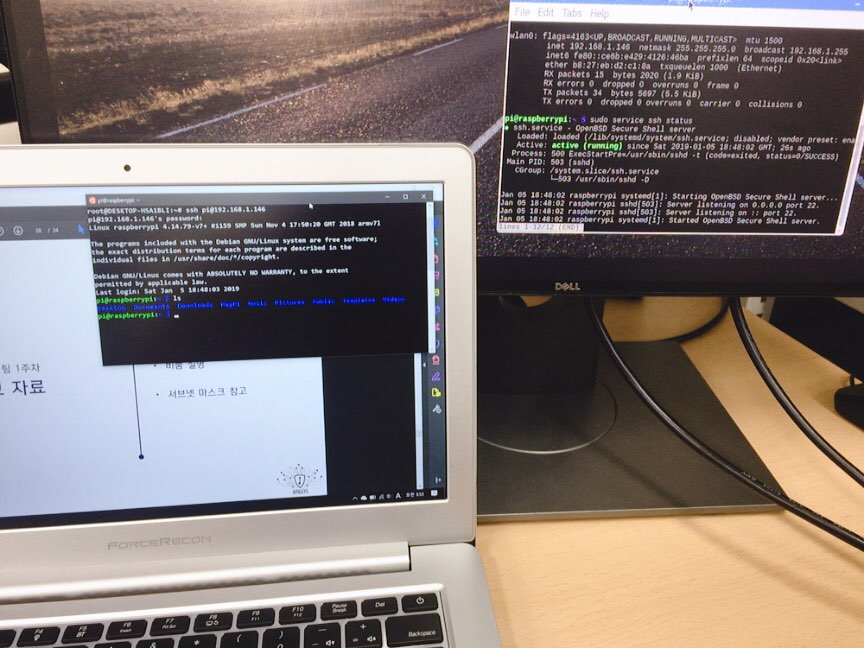 File Edit Tabs Help
wlan0: flags=4163<UP,BROADCAST,RUNNING,MULTICAST> mtu 1500
inet 192.168.1.146 netmask 255.255.255.0 broadcast 192.168.1.255
inet6 fe80::ce6b:e429:4126:46ba prefixlen 64 scopeid 0x20<link>
ether b8:27:eb:d2:c1:8a txqueuelen 1000 (Ethernet)
RX packets 15 bytes 2020 (1.9 KiB)
RX errors 0 dropped 0 overruns 0 frame 0
TX packets 34 bytes 5697 (5.5 KiB)
TX errors 0 dropped 0 overruns 0 carrier 0 collisions 0
pi@raspberrypi:~ $ sudo service ssh status
● ssh.service - OpenBSD Secure Shell server
Loaded: loaded (/lib/systemd/system/ssh.service; disabled; vendor preset: ena
Active: active (running) since Sat 2019-01-05 18:48:02 GMT; 26s ago
Process: 500 ExecStartPre=/usr/sbin/sshd -t (code=exited, status=0/SUCCESS)
Main PID: 503 (sshd)
CGroup: /system.slice/ssh.service
└─503 /usr/sbin/sshd -D
Jan 05 18:48:02 raspberrypi systemd[1]: Starting OpenBSD Secure Shell server...
Jan 05 18:48:02 raspberrypi sshd[503]: Server listening on 0.0.0.0 port 22.
Jan 05 18:48:02 raspberrypi sshd[503]: Server listening on :: port 22.
Jan 05 18:48:02 raspberrypi systemd[1]: Started OpenBSD Secure Shell server.
lines 1-12/12 (END)
DELL
pi@raspberrypi: ~
root@DESKTOP-HSA1BLI:~# ssh pi@192.168.1.146
pi@192.168.1.146's password:
Linux raspberrypi 4.14.79-v7+ #1159 SMP Sun Nov 4 17:50:20 GMT 2018 armv7l
The programs included with the Debian GNU/Linux system are free software;
the exact distribution terms for each program are described in the
individual files in /usr/share/doc/*/copyright.
Debian GNU/Linux comes with ABSOLUTELY NO WARRANTY, to the extent
permitted by applicable law.
Last login: Sat Jan 5 18:48:03 2019
pi@raspberrypi:~ $ ls
Desktop Documents Downloads MagPi Music Pictures Public Templates Videos
pi@raspberrypi:~ $
28 / 34
팀 1주차
자료
설명
• 서브넷 마스크 참고
ARGOS
A
FORCERECON
F4
F5
F6
F7
F8
F9
F10
F11
F12
Pause
Break
Del
Backspace